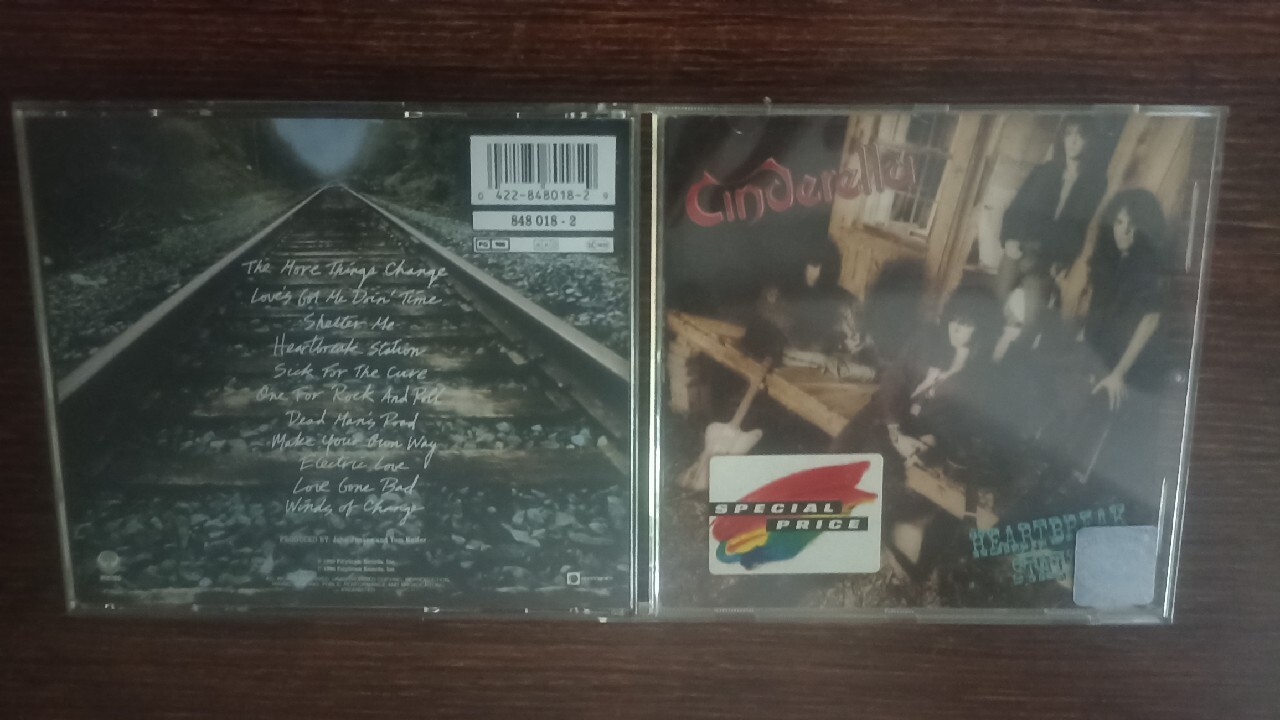 0 422-848018-2 9
848 018 - 2
The More Things Change
Love's Got Me Doin' Time
Shelter Me
Heartbreak Station
Sick For The Cure
One For Rock And Roll
Dead Man's Road
Make Your Own Way
Electric Love
Love Gone Bad
Winds of Change
PRODUCED BY
Cinderella
SPECIAL
PRICE
HEARTBREAK